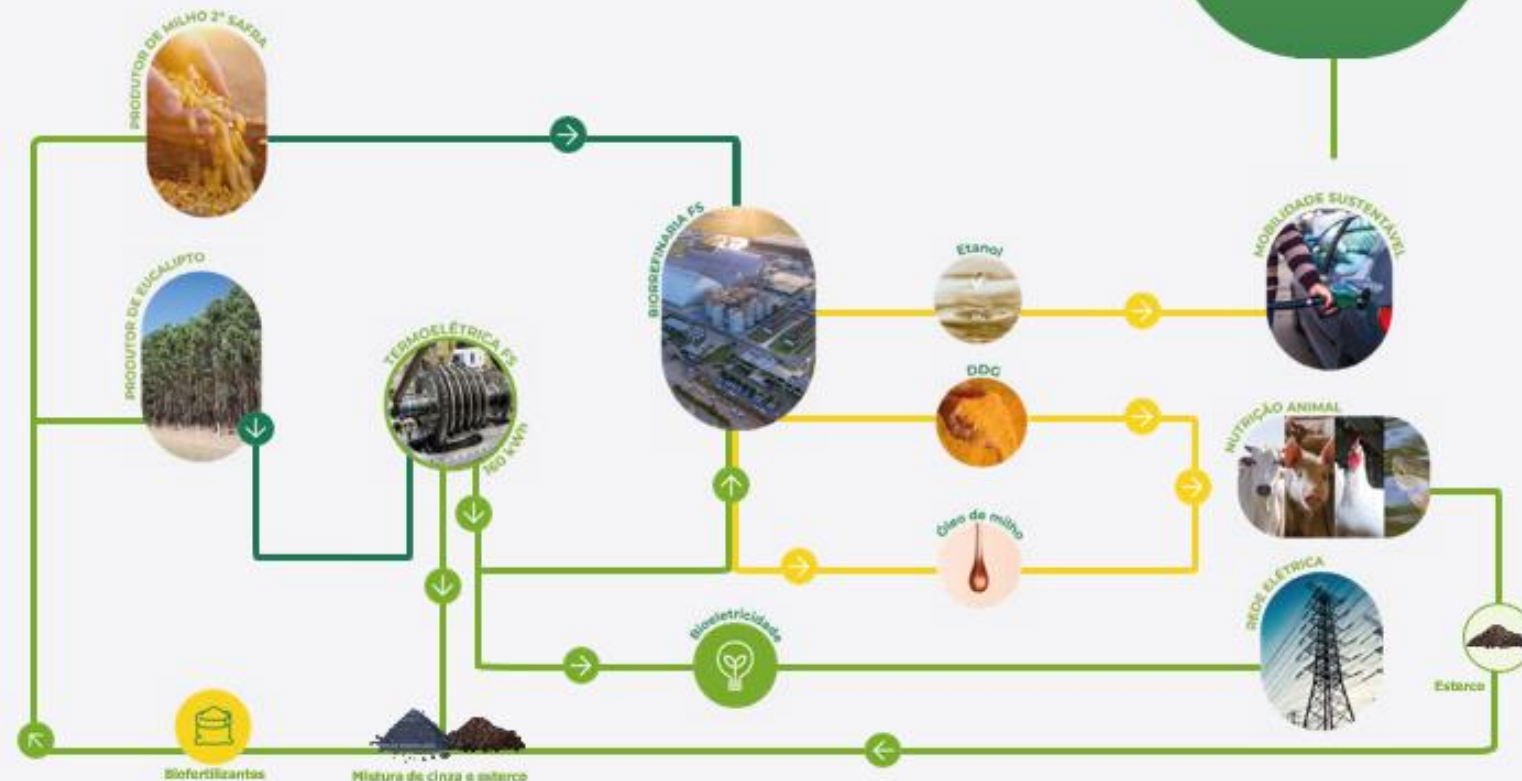 PRODUTOR DE MILHO 2ª SAFRA
PRODUTOR DE EUCALIPTO
TERMOELÉTRICA FS
160 kWh
BIORREFINARIA FS
Etanol
MOBILIDADE SUSTENTÁVEL
DDG
NUTRIÇÃO ANIMAL
Óleo de milho
REDE ELÉTRICA
Bioeletricidade
Esterco
Biofertilizantes
Mistura de cinza e esterco